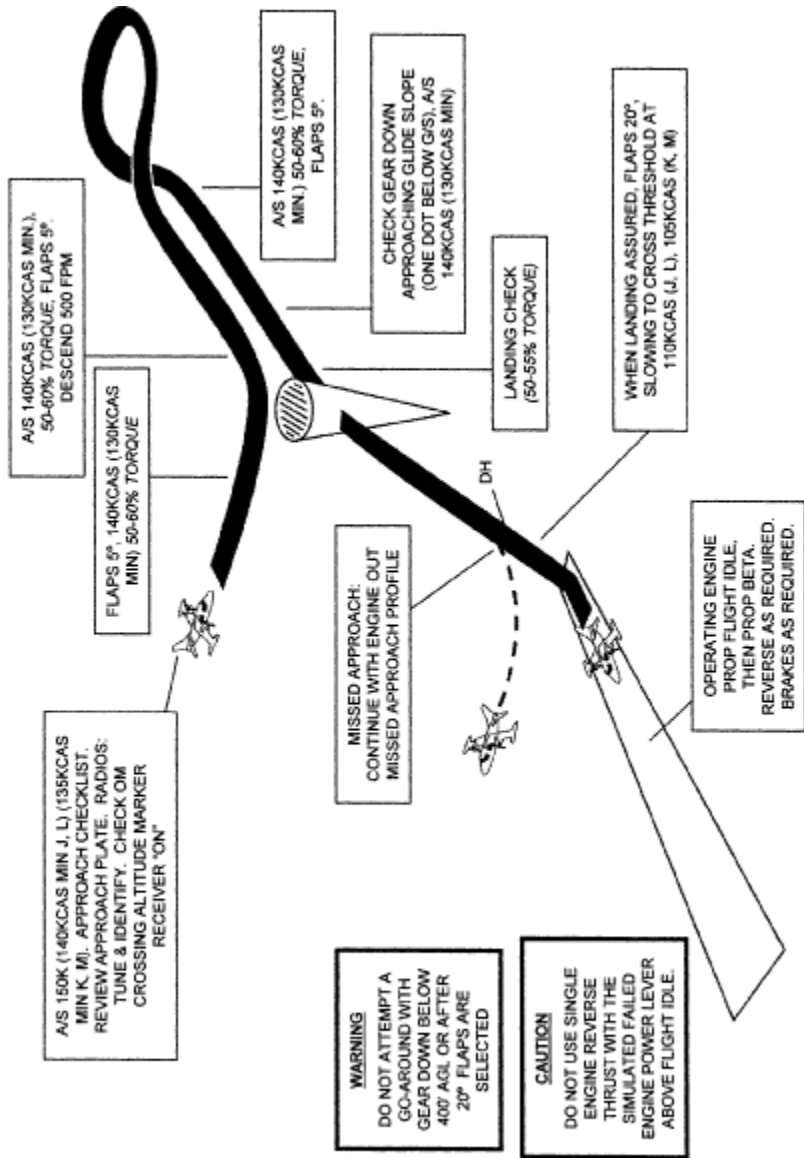 A/S 150K (140KCAS MIN J, L) (135KCAS
MIN K, M). APPROACH CHECKLIST.
REVIEW APPROACH PLATE. RADIOS:
TUNE & IDENTIFY. CHECK OM
CROSSING ALTITUDE MARKER
RECEIVER "ON"
FLAPS 5º, 140KCAS (130KCAS
MIN) 50-60% TORQUE
A/S 140KCAS (130KCAS MIN.),
50-60% TORQUE, FLAPS 5º.
DESCEND 500 FPM
A/S 140KCAS (130KCAS
MIN.) 50-60% TORQUE,
FLAPS 5º.
CHECK GEAR DOWN
APPROACHING GLIDE SLOPE
(ONE DOT BELOW G/S), A/S
140KCAS (130KCAS MIN)
LANDING CHECK
(50-55% TORQUE)
MISSED APPROACH:
CONTINUE WITH ENGINE OUT
MISSED APPROACH PROFILE
DH
WHEN LANDING ASSURED, FLAPS 20º,
SLOWING TO CROSS THRESHOLD AT
110KCAS (J, L), 105KCAS (K, M)
WARNING
DO NOT ATTEMPT A
GO-AROUND WITH
GEAR DOWN BELOW
400' AGL OR AFTER
20º FLAPS ARE
SELECTED
CAUTION
DO NOT USE SINGLE
ENGINE REVERSE
THRUST WITH THE
SIMULATED FAILED
ENGINE POWER LEVER
ABOVE FLIGHT IDLE.
OPERATING ENGINE
PROP FLIGHT IDLE,
THEN PROP BETA.
REVERSE AS REQUIRED.
BRAKES AS REQUIRED.